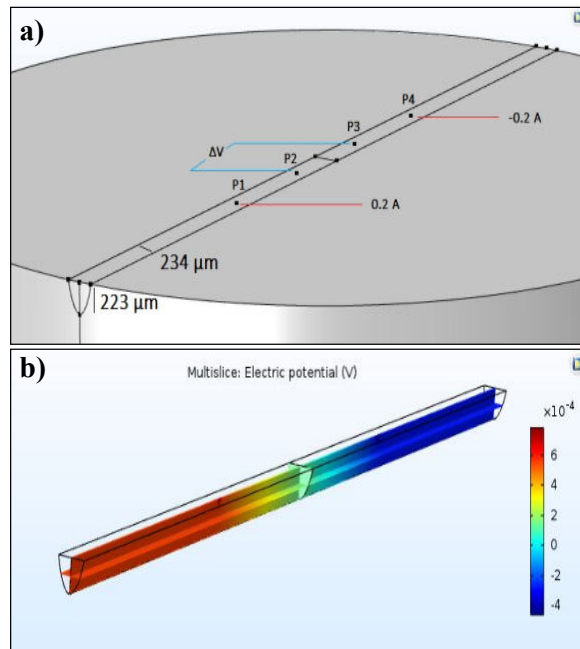 a)
P4
-0.2 A
P3
ΔV
P2
P1
0.2 A
234 µm
223 µm
b)
Multislice: Electric potential (V)
×10⁻⁴
6
4
2
0
-2
-4